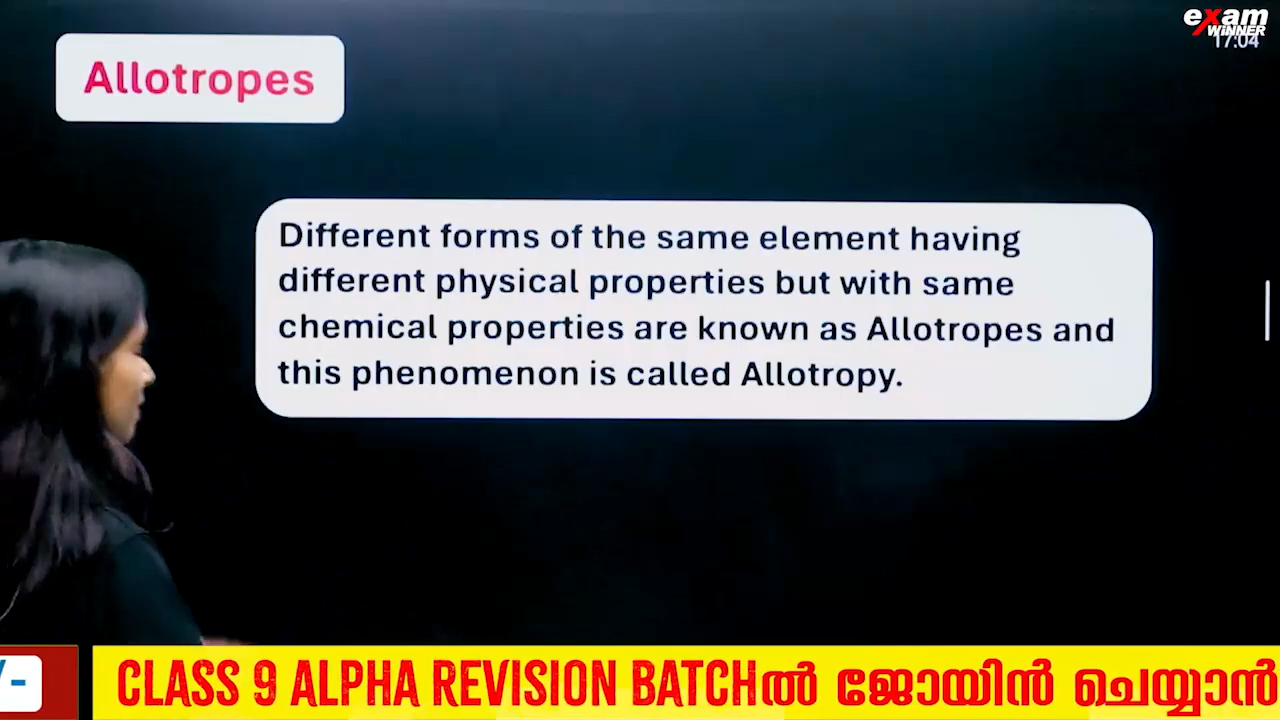 exam
WiNNER
17:04
Allotropes
Different forms of the same element having
different physical properties but with same
chemical properties are known as Allotropes and
this phenomenon is called Allotropy.
/-
CLASS 9 ALPHA REVISION BATCHൽ ജോയിൻ ചെയ്യാൻ